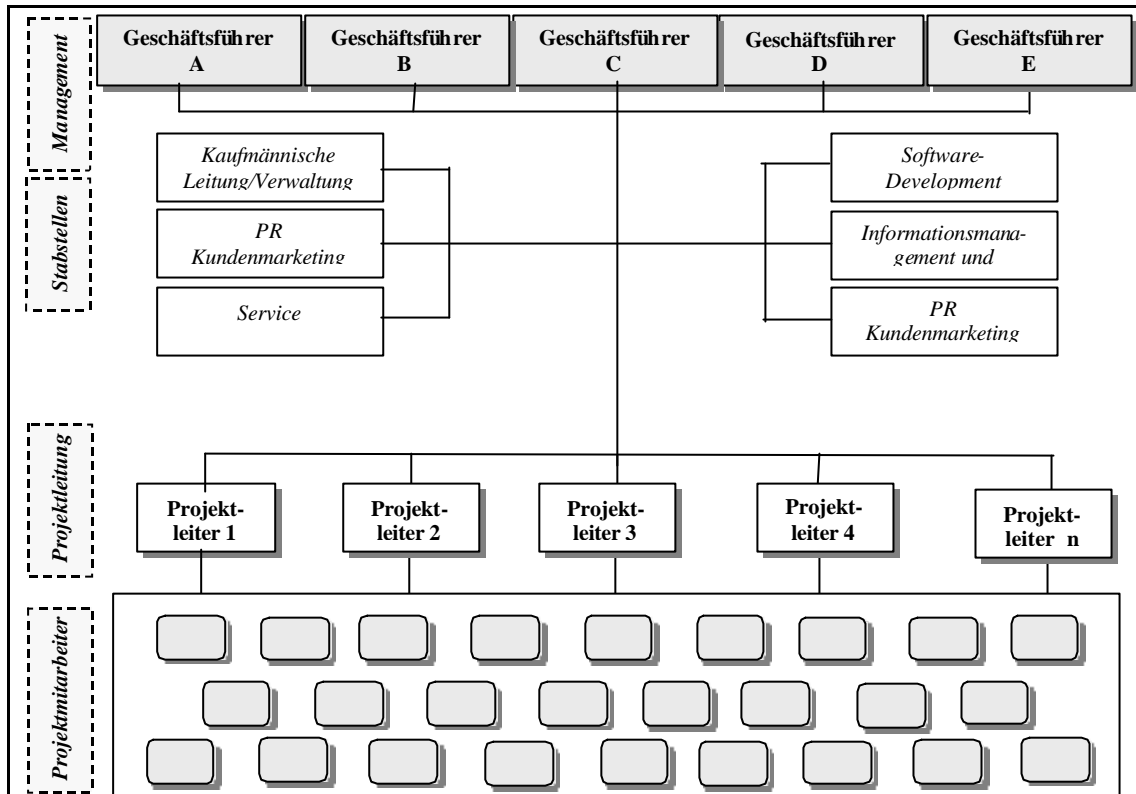 Management
Geschäftsführer
A
Geschäftsführer
B
Geschäftsführer
C
Geschäftsführer
D
Geschäftsführer
E
Stabstellen
Kaufmännische
Leitung/Verwaltung
PR
Kundenmarketing
Service
Software-
Development
Informationsmana-
gement und
PR
Kundenmarketing
Projektleitung
Projekt-
leiter 1
Projekt-
leiter 2
Projekt-
leiter 3
Projekt-
leiter 4
Projekt-
leiter n
Projektmitarbeiter